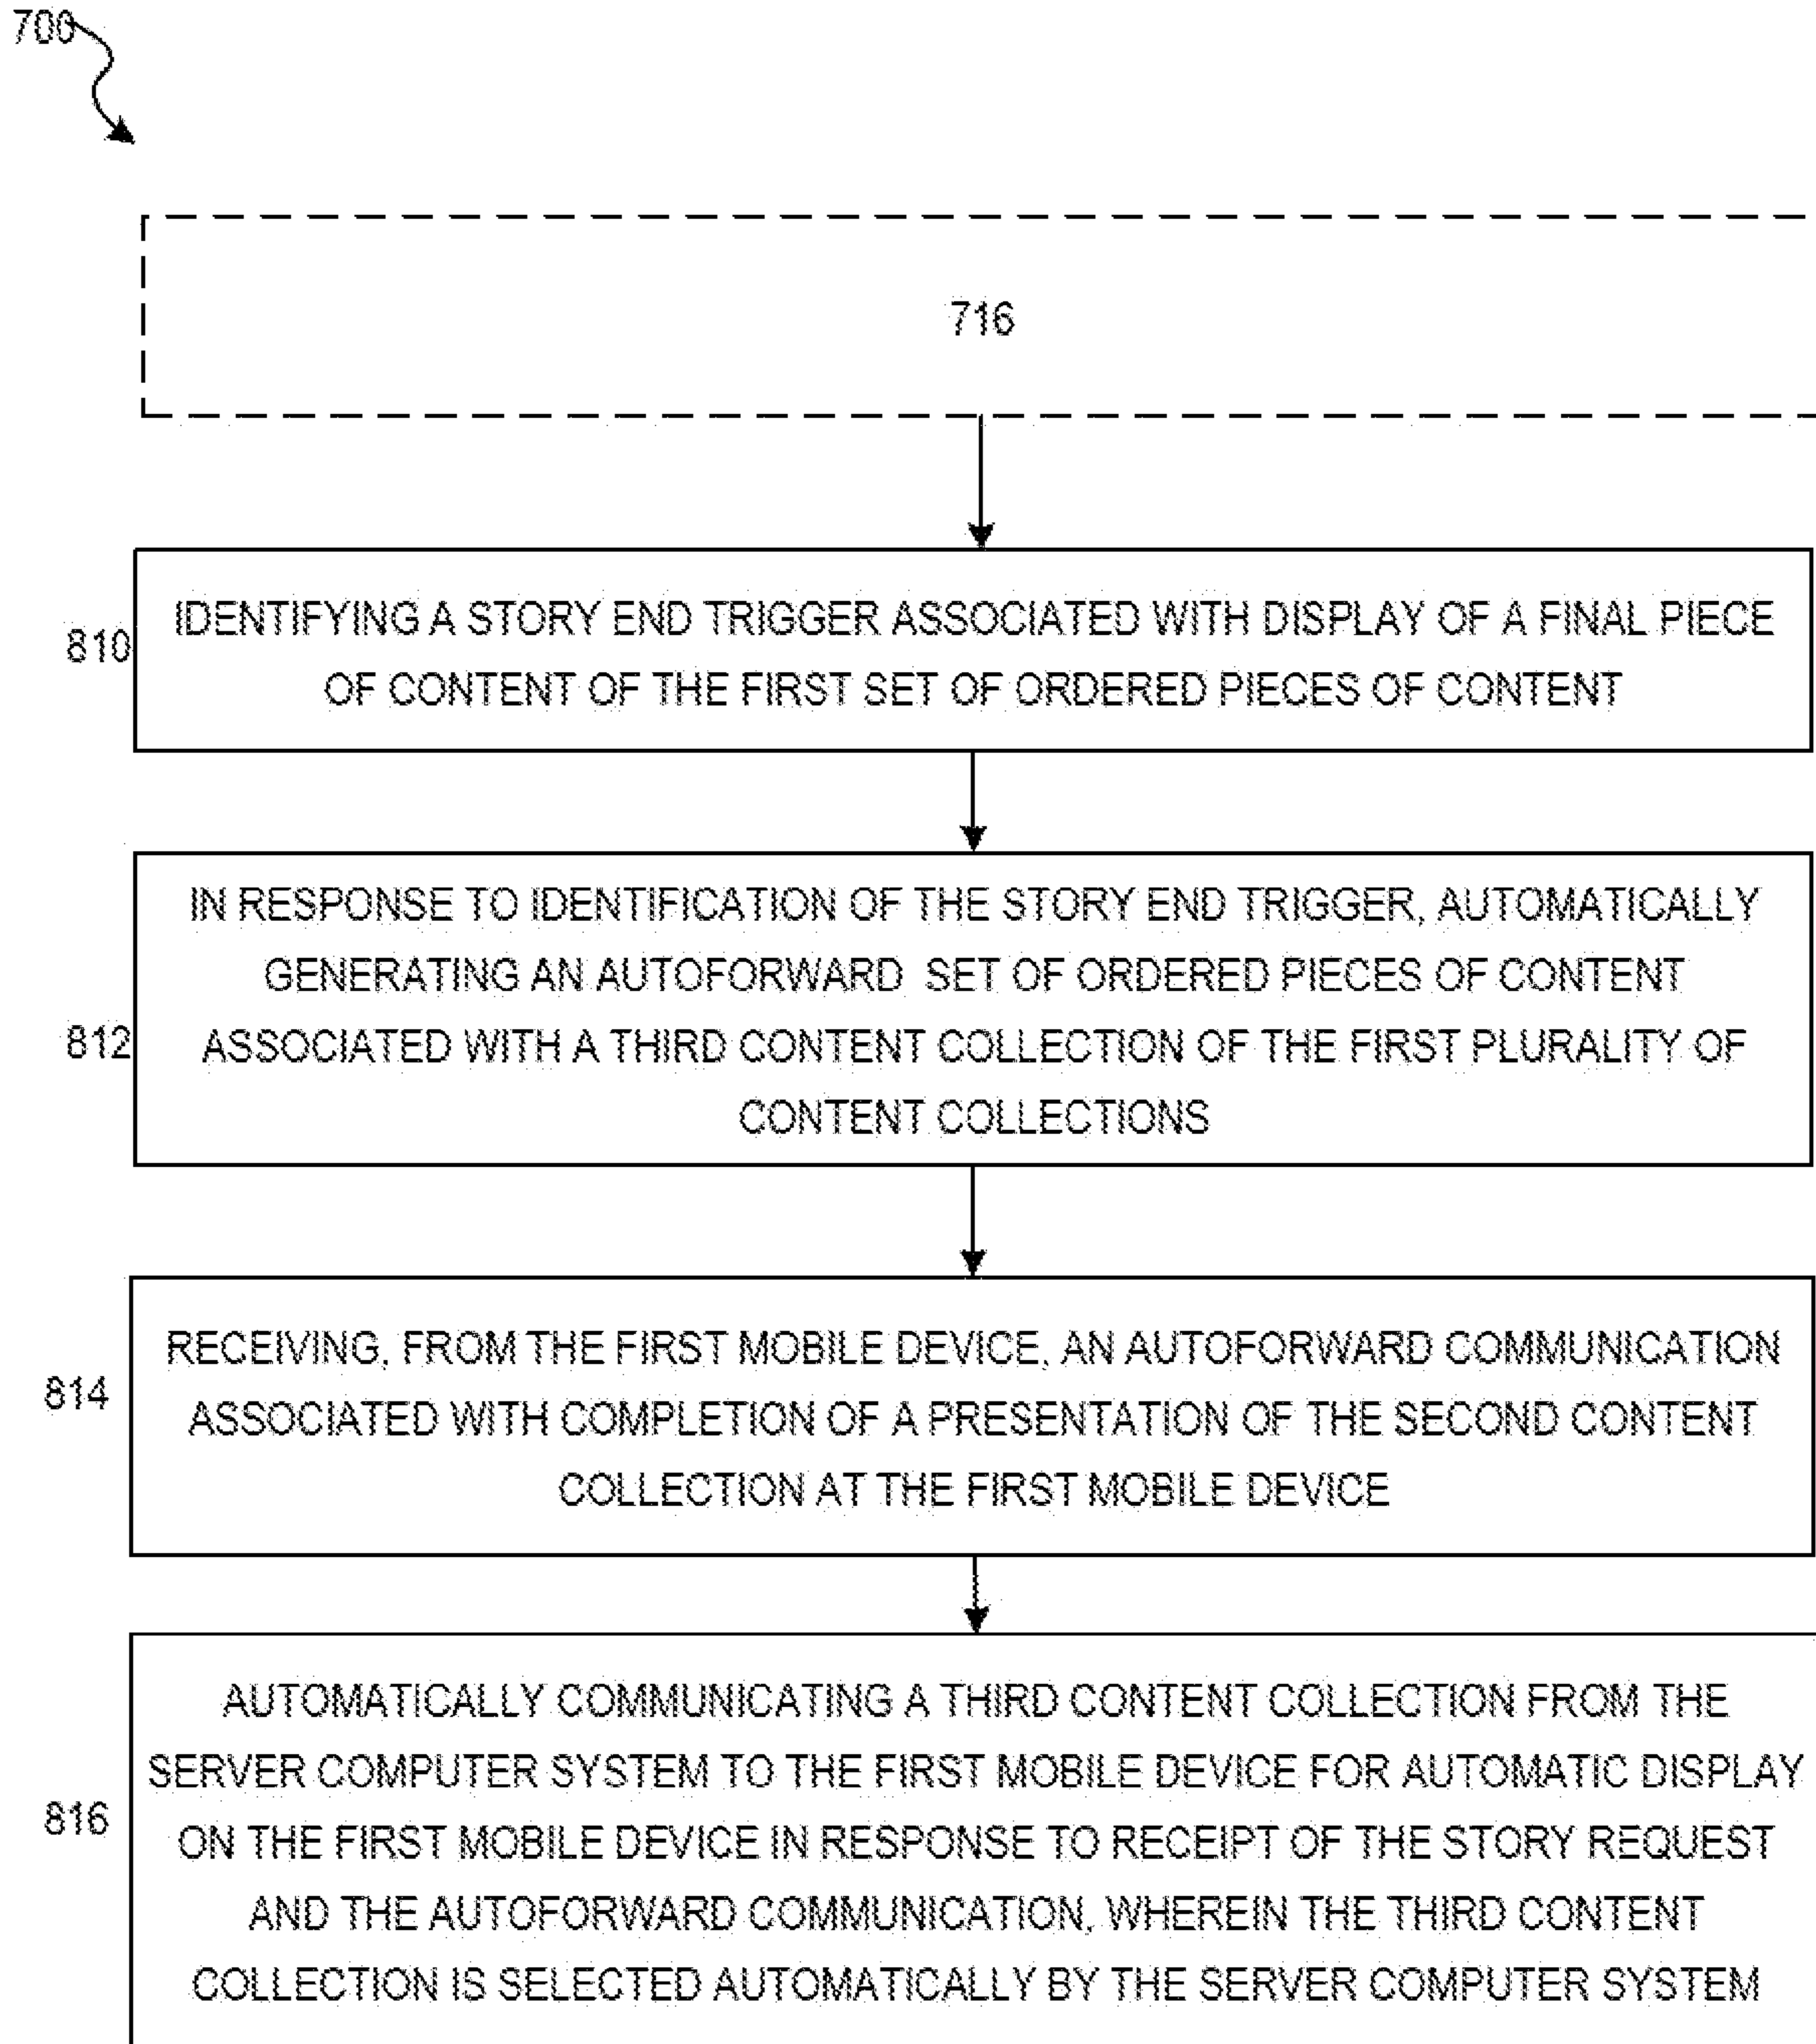 700
716
810
IDENTIFYING A STORY END TRIGGER ASSOCIATED WITH DISPLAY OF A FINAL PIECE
OF CONTENT OF THE FIRST SET OF ORDERED PIECES OF CONTENT
812
IN RESPONSE TO IDENTIFICATION OF THE STORY END TRIGGER, AUTOMATICALLY
GENERATING AN AUTOFORWARD SET OF ORDERED PIECES OF CONTENT
ASSOCIATED WITH A THIRD CONTENT COLLECTION OF THE FIRST PLURALITY OF
CONTENT COLLECTIONS
814
RECEIVING, FROM THE FIRST MOBILE DEVICE, AN AUTOFORWARD COMMUNICATION
ASSOCIATED WITH COMPLETION OF A PRESENTATION OF THE SECOND CONTENT
COLLECTION AT THE FIRST MOBILE DEVICE
816
AUTOMATICALLY COMMUNICATING A THIRD CONTENT COLLECTION FROM THE
SERVER COMPUTER SYSTEM TO THE FIRST MOBILE DEVICE FOR AUTOMATIC DISPLAY
ON THE FIRST MOBILE DEVICE IN RESPONSE TO RECEIPT OF THE STORY REQUEST
AND THE AUTOFORWARD COMMUNICATION, WHEREIN THE THIRD CONTENT
COLLECTION IS SELECTED AUTOMATICALLY BY THE SERVER COMPUTER SYSTEM